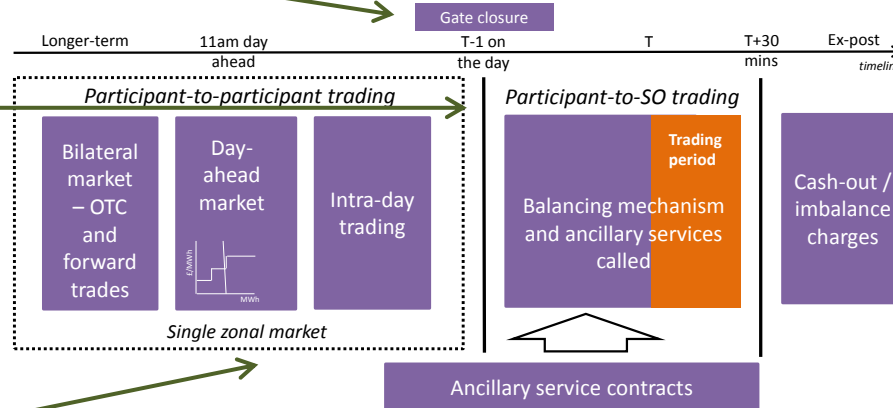 Gate closure
Longer-term
11am day
ahead
T-1 on
the day
T
T+30
mins
Ex-post
Participant-to-participant trading
Participant-to-SO trading
Bilateral
market
– OTC
and
forward
trades
Day-
ahead
market
£/MWh
MWh
Intra-day
trading
Trading
period
Balancing mechanism
and ancillary services
called
Cash-out /
imbalance
charges
Single zonal market
Ancillary service contracts